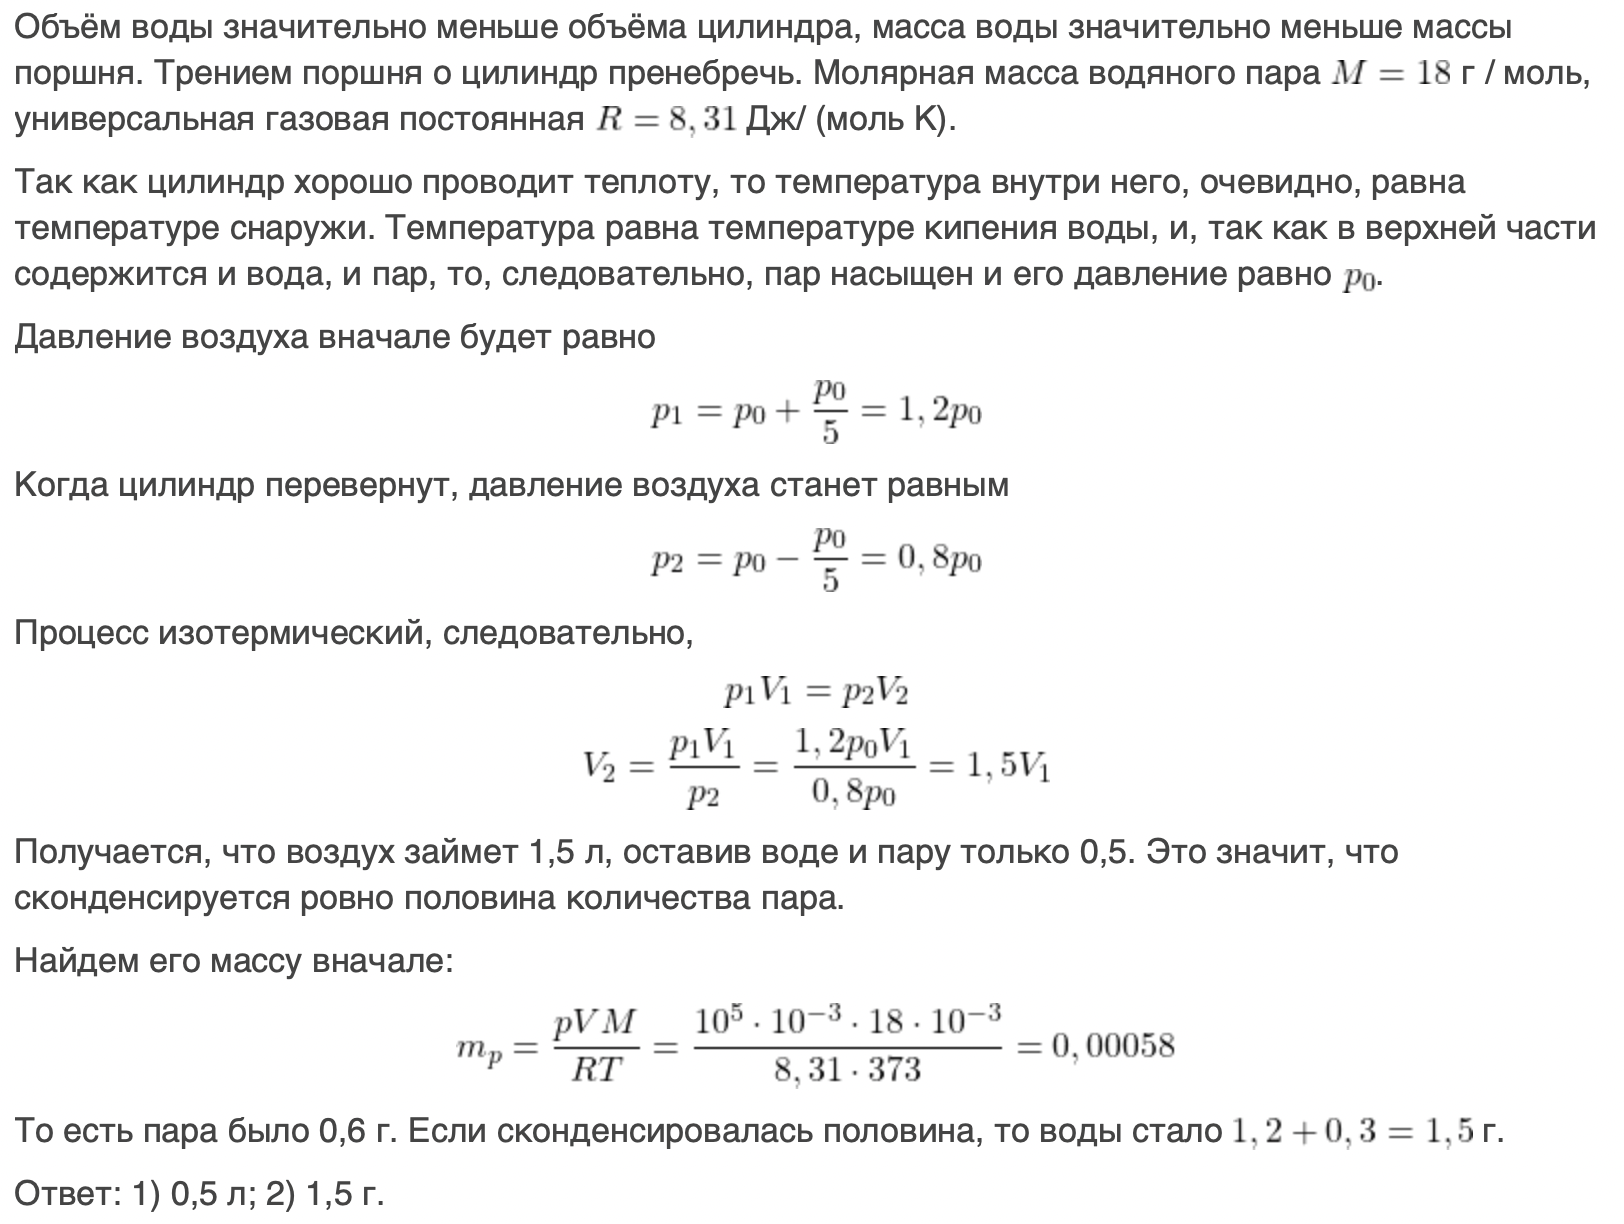 Объём воды значительно меньше объёма цилиндра, масса воды значительно меньше массы
поршня. Трением поршня о цилиндр пренебречь. Молярная масса водяного пара M = 18 г / моль,
универсальная газовая постоянная R = 8, 31 Дж/ (моль К).
Так как цилиндр хорошо проводит теплоту, то температура внутри него, очевидно, равна
температуре снаружи. Температура равна температуре кипения воды, и, так как в верхней части
содержится и вода, и пар, то, следовательно, пар насыщен и его давление равно p₀.
Давление воздуха вначале будет равно
p₁ = p₀ + p₀/5 = 1, 2p₀
Когда цилиндр перевернут, давление воздуха станет равным
p₂ = p₀ − p₀/5 = 0, 8p₀
Процесс изотермический, следовательно,
p₁V₁ = p₂V₂
V₂ = p₁V₁/p₂ = 1, 2p₀V₁/0, 8p₀ = 1, 5V₁
Получается, что воздух займет 1,5 л, оставив воде и пару только 0,5. Это значит, что
сконденсируется ровно половина количества пара.
Найдем его массу вначале:
mₚ = pVM/RT = 10⁵ · 10⁻³ · 18 · 10⁻³/8, 31 · 373 = 0, 00058
То есть пара было 0,6 г. Если сконденсировалась половина, то воды стало 1, 2 + 0, 3 = 1, 5 г.
Ответ: 1) 0,5 л; 2) 1,5 г.